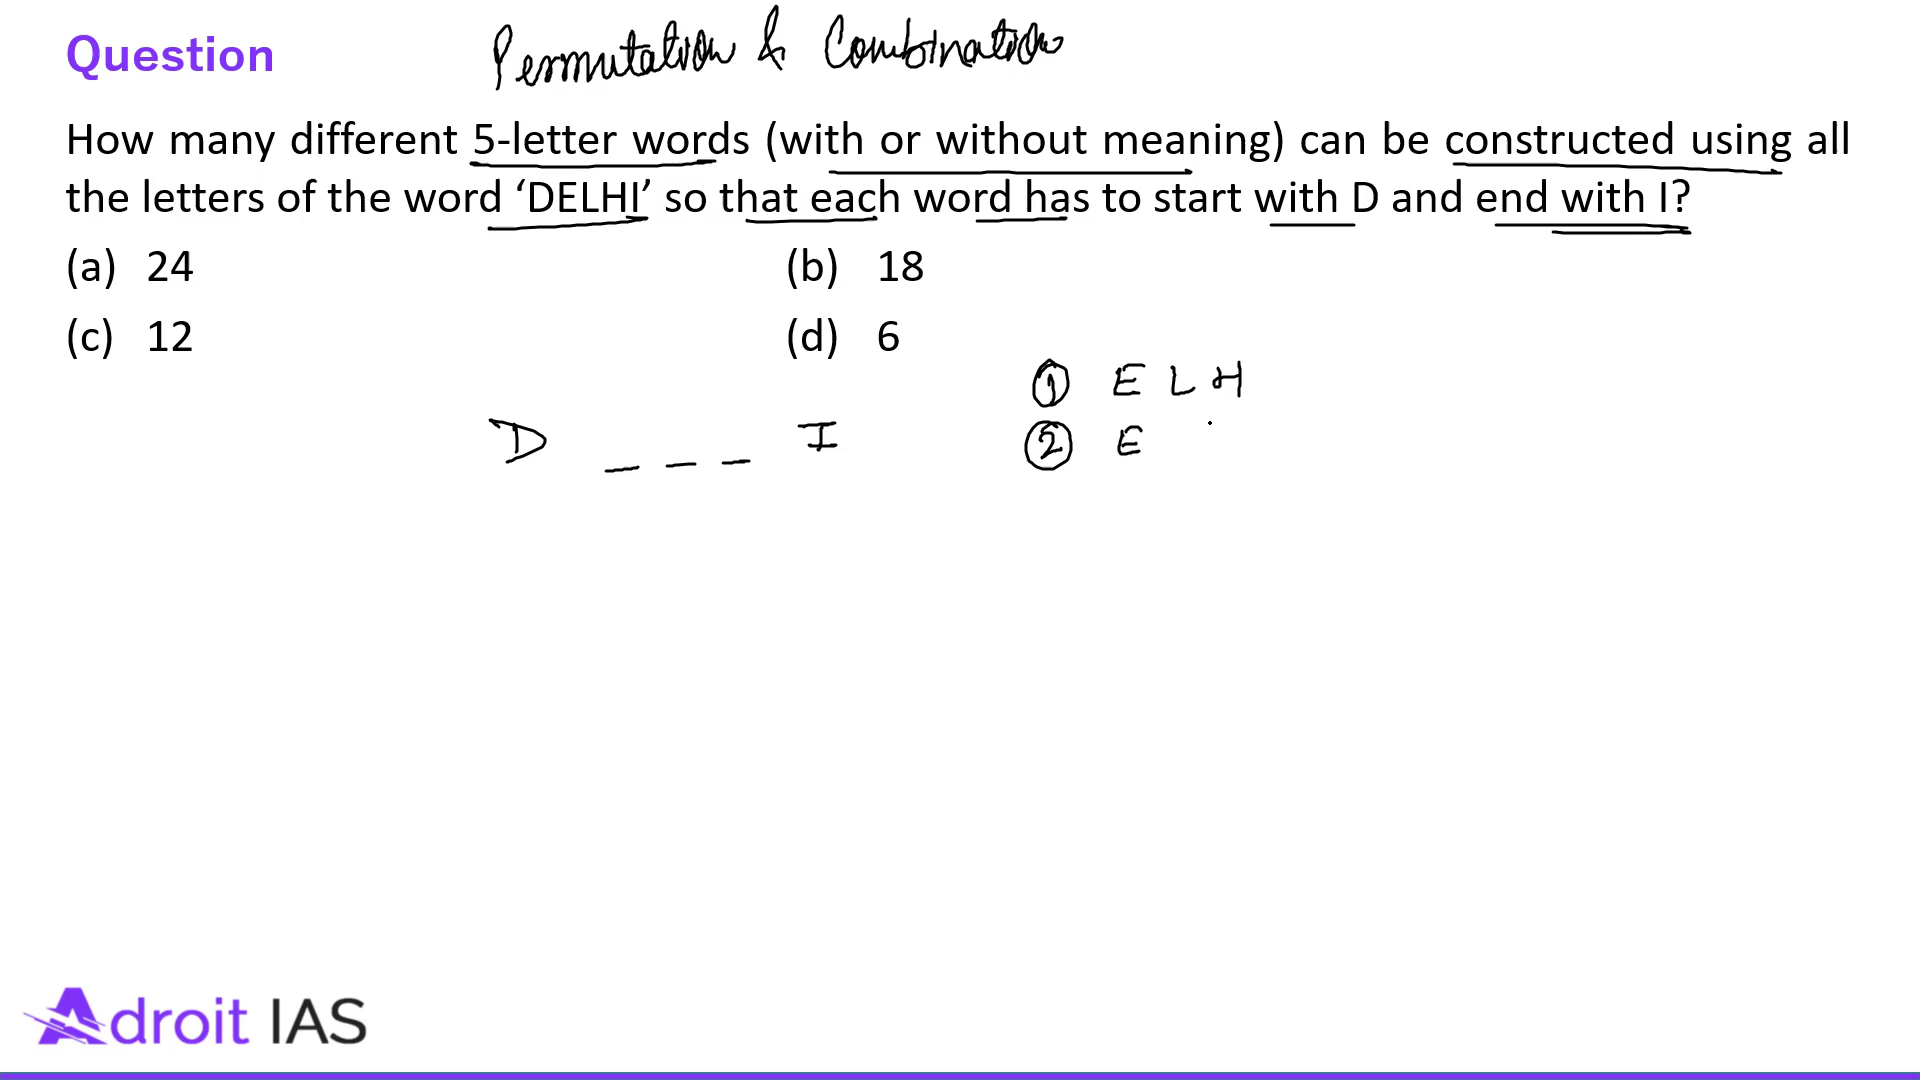 Question
Permutation & Combination
How many different 5-letter words (with or without meaning) can be constructed using all
the letters of the word ‘DELHI’ so that each word has to start with D and end with I?
(a) 24 (b) 18
(c) 12 (d) 6
① E L H
D _ _ _ I ② E
Adroit IAS